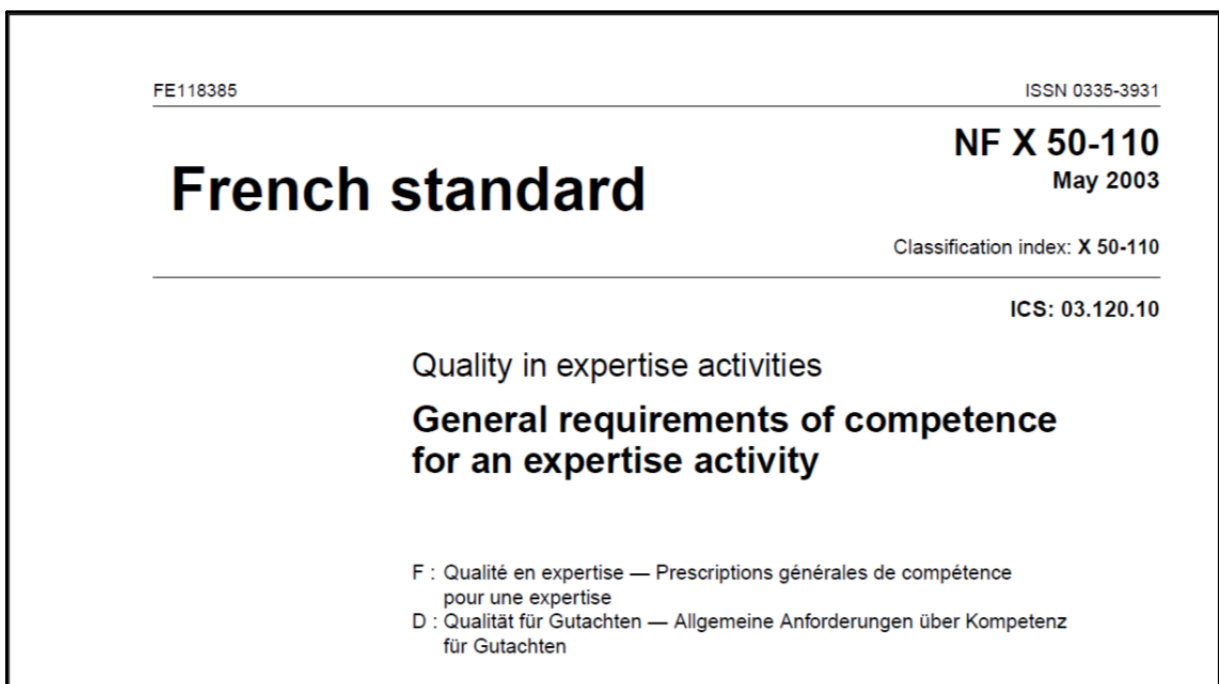 FE118385
ISSN 0335-3931
NF X 50-110
May 2003
French standard
Classification index: X 50-110
ICS: 03.120.10
Quality in expertise activities
General requirements of competence
for an expertise activity
F : Qualité en expertise — Prescriptions générales de compétence
pour une expertise
D : Qualität für Gutachten — Allgemeine Anforderungen über Kompetenz
für Gutachten